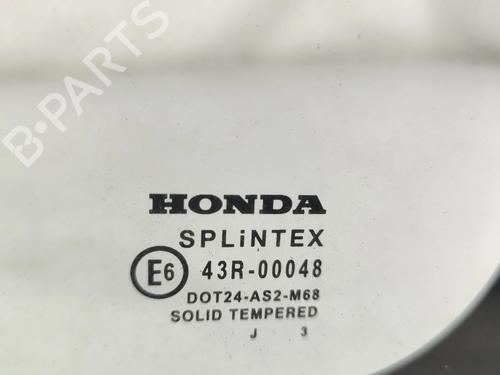 B-PARTS
HONDA
SPLiNTEX
E6 43R-00048
DOT24-AS2-M68
SOLID TEMPERED
J 3